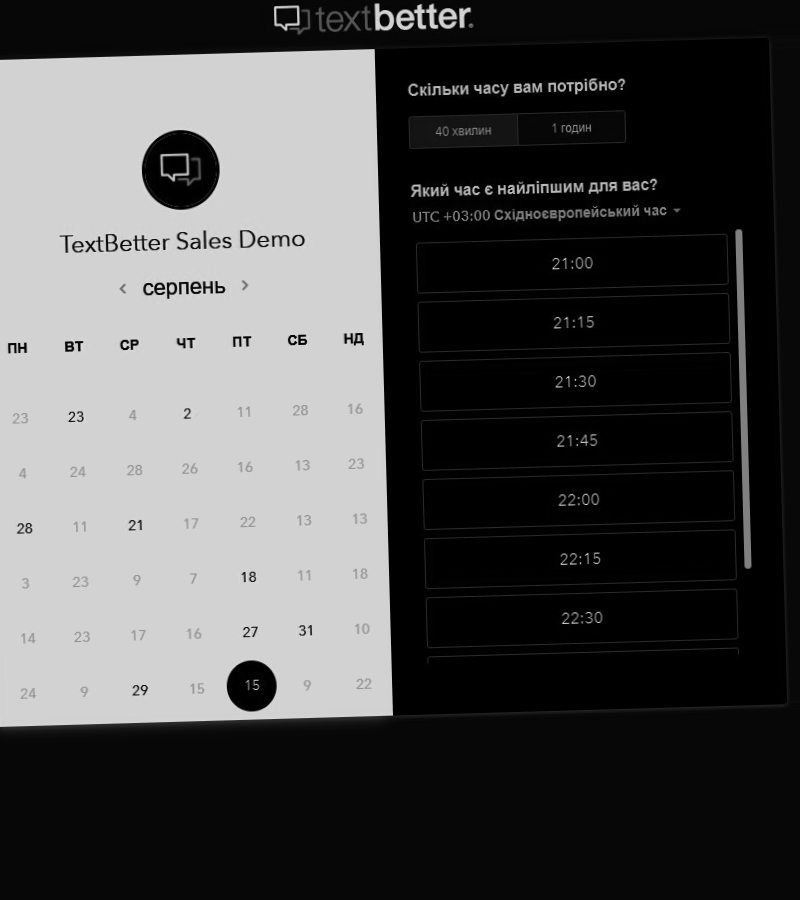 textbetter.
TextBetter Sales Demo
серпень
ПН ВТ СР ЧТ ПТ СБ НД
23 23 4 2 11 28 16
4 24 28 26 16 13 23
28 11 21 17 22 13 13
3 23 9 7 18 11 18
14 23 17 16 27 31 10
24 9 29 15 15 9 22
Скільки часу вам потрібно?
40 хвилин 1 годин
Який час є найліпшим для вас?
UTC +03:00 Східноєвропейський час
21:00
21:15
21:30
21:45
22:00
22:15
22:30